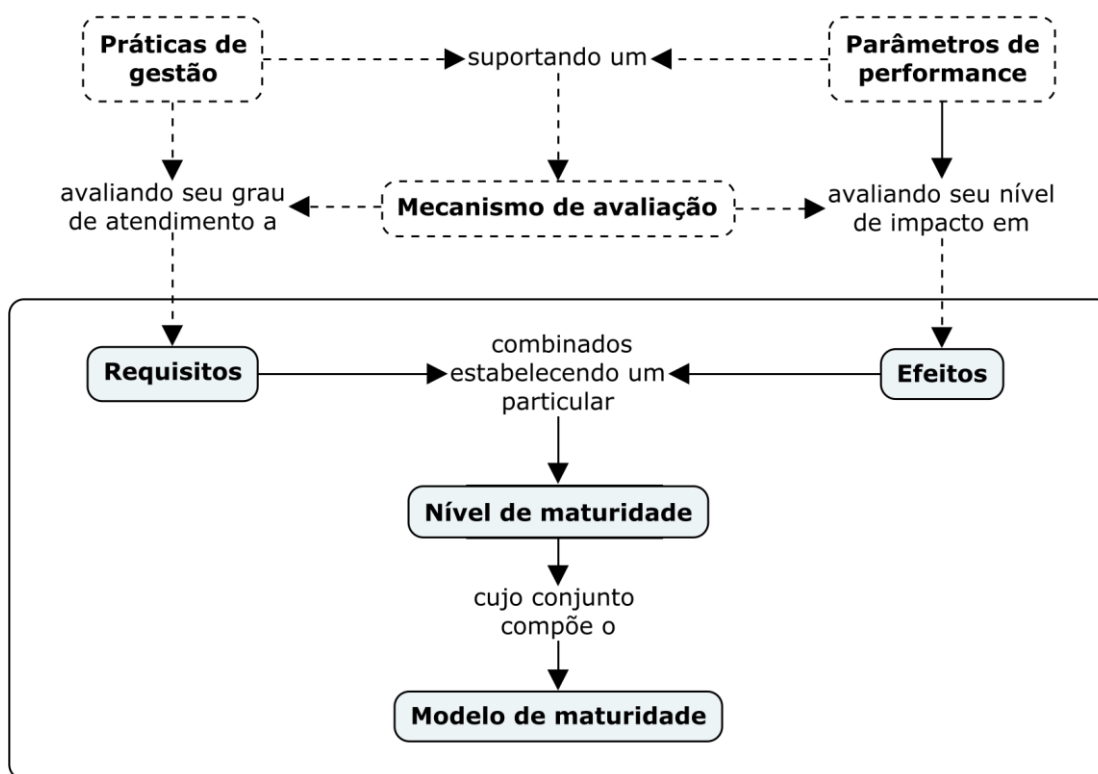 Práticas de
gestão
suportando um
Parâmetros de
performance
avaliando seu grau
de atendimento a
Mecanismo de avaliação
avaliando seu nível
de impacto em
Requisitos
combinados
estabelecendo um
particular
Efeitos
Nível de maturidade
cujo conjunto
compõe o
Modelo de maturidade